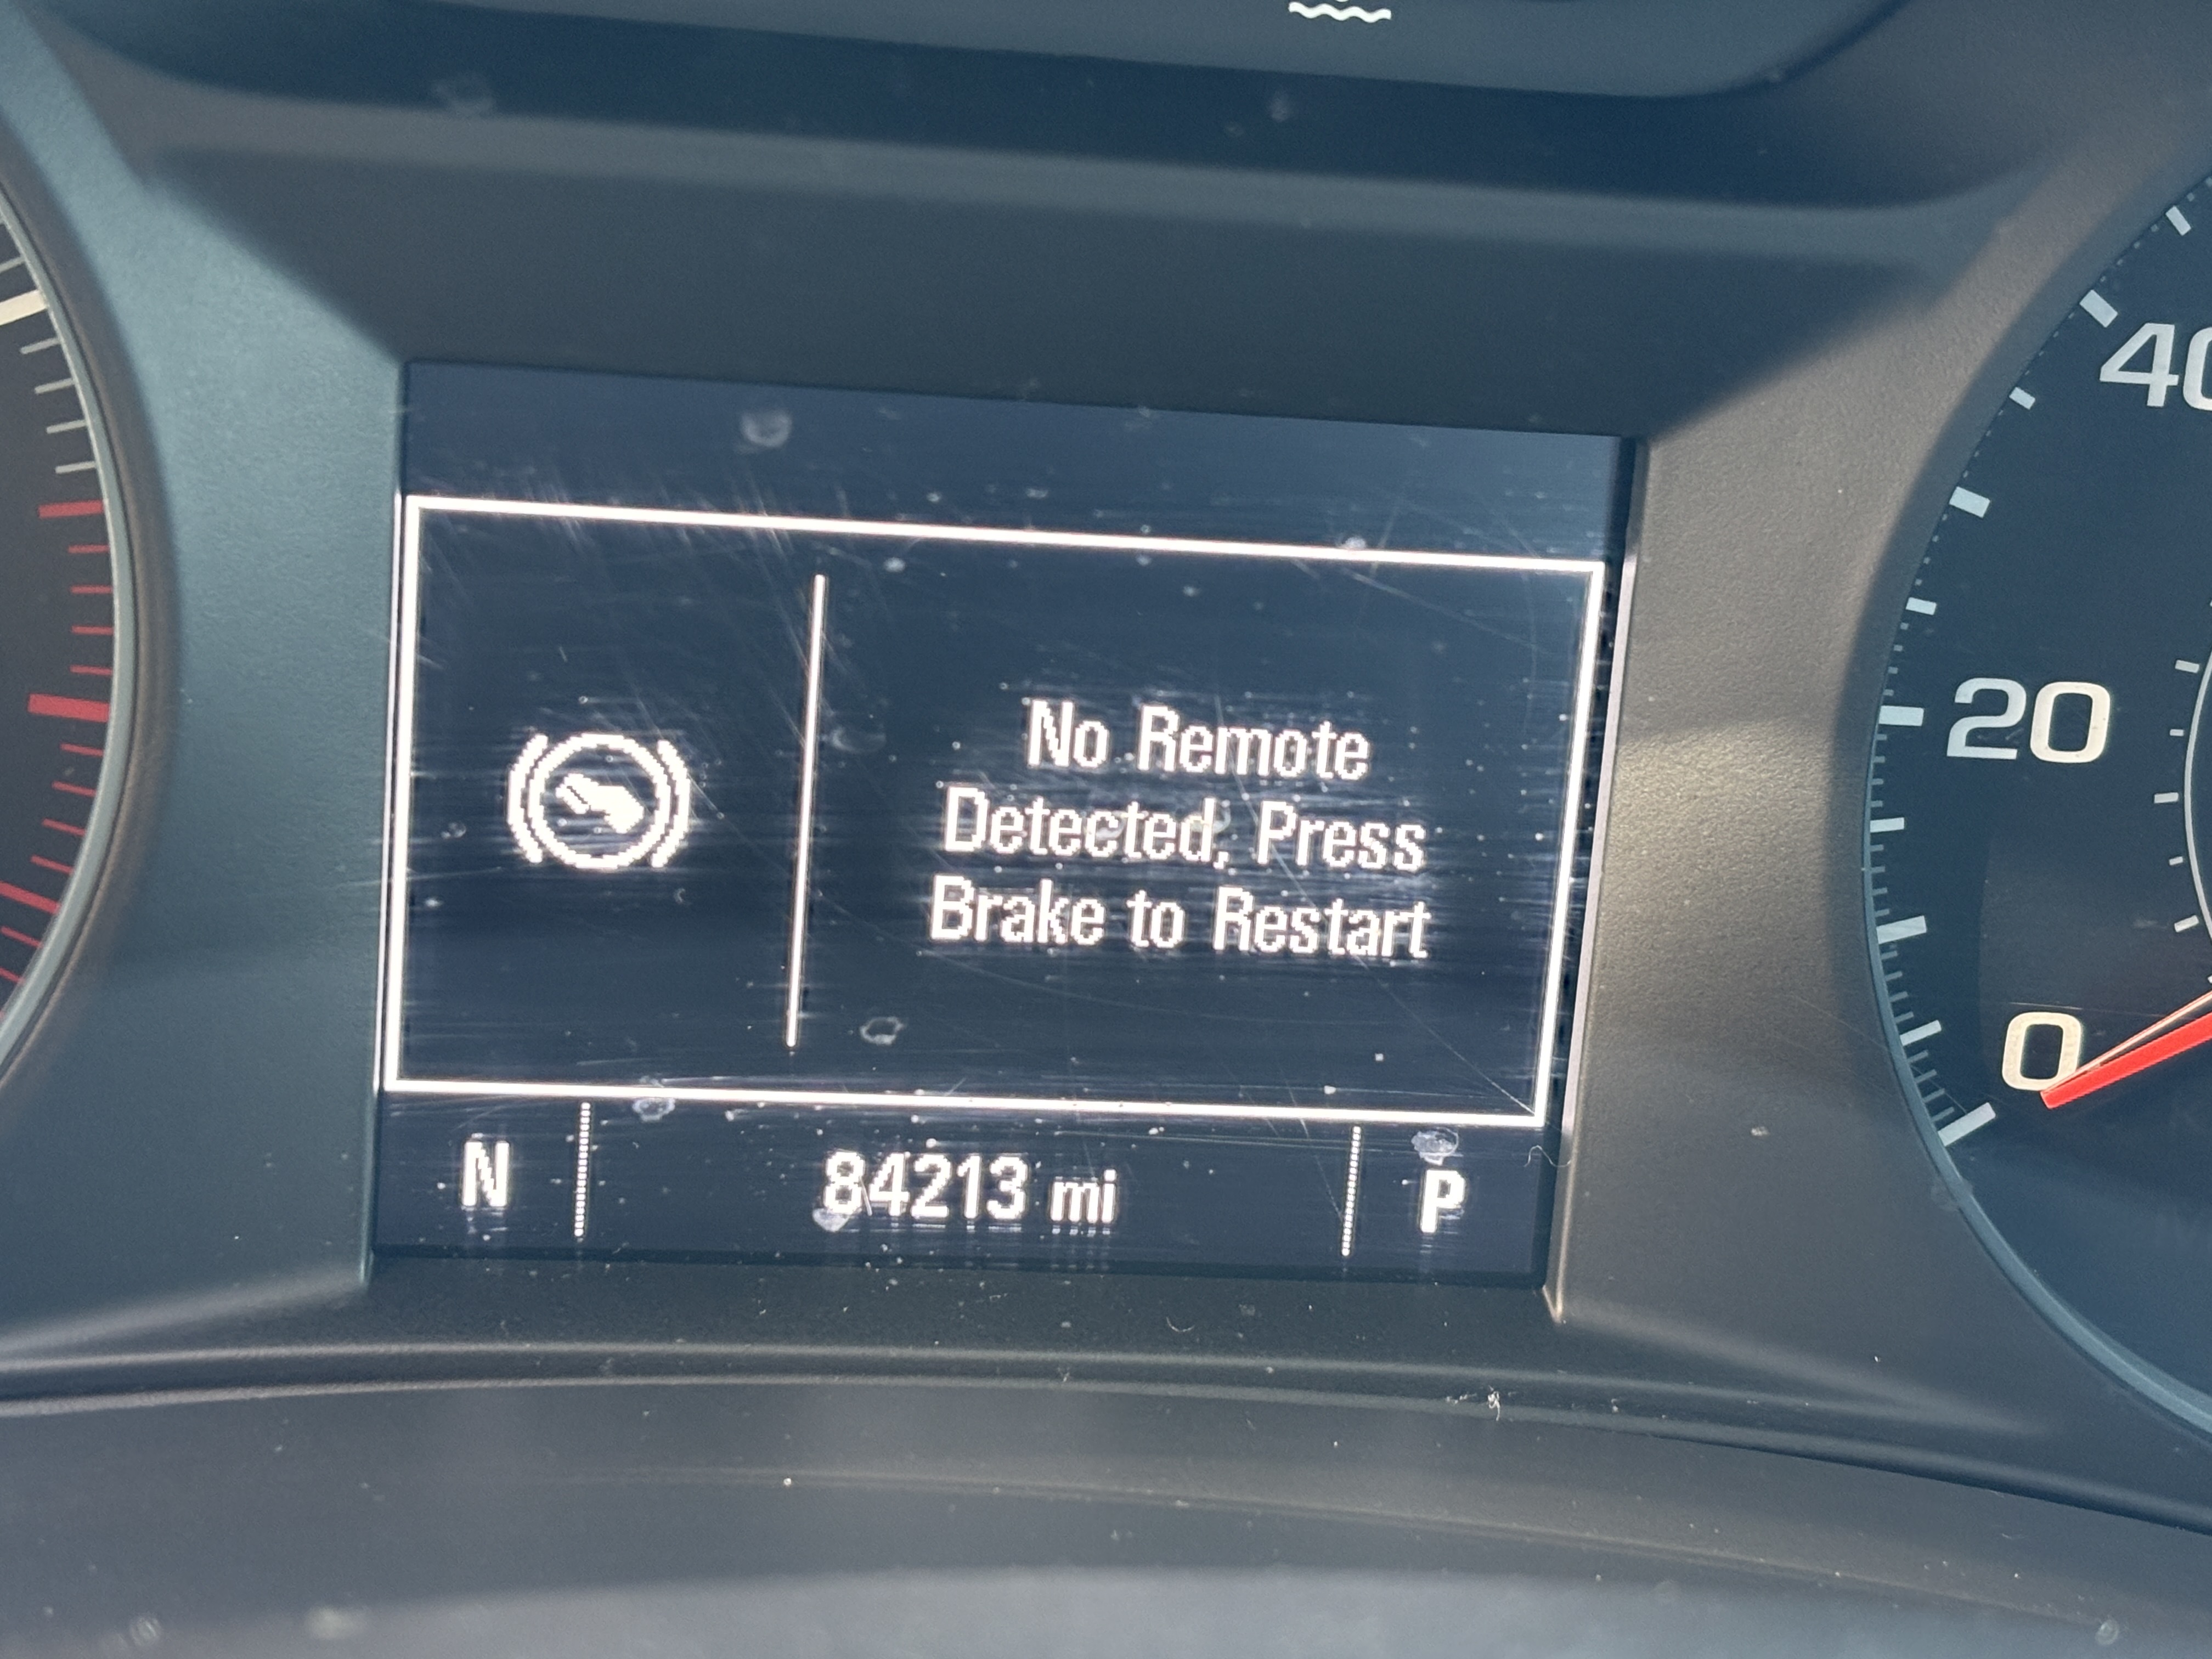 No Remote
Detected, Press
Brake to Restart
N 84213 mi P
40
20
0